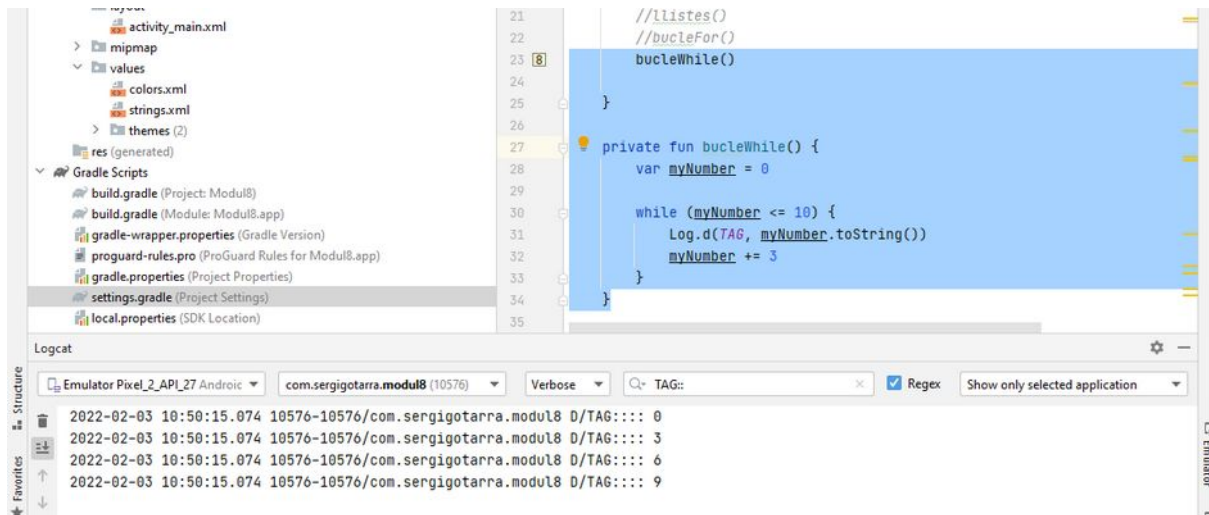 activity_main.xml
mipmap
values
colors.xml
strings.xml
themes (2)
res (generated)
Gradle Scripts
build.gradle (Project: Modul8)
build.gradle (Module: Modul8.app)
gradle-wrapper.properties (Gradle Version)
proguard-rules.pro (ProGuard Rules for Modul8.app)
gradle.properties (Project Properties)
settings.gradle (Project Settings)
local.properties (SDK Location)
21 //llistes()
22 //bucleFor()
23 8 bucleWhile()
24
25 }
26
27 private fun bucleWhile() {
28 var myNumber = 0
29
30 while (myNumber <= 10) {
31 Log.d(TAG, myNumber.toString())
32 myNumber += 3
33 }
34 }
35
Logcat
Emulator Pixel_2_API_27 Androic com.sergigotarra.modul8 (10576) Verbose TAG:: Regex Show only selected application
2022-02-03 10:50:15.074 10576-10576/com.sergigotarra.modul8 D/TAG:::: 0
2022-02-03 10:50:15.074 10576-10576/com.sergigotarra.modul8 D/TAG:::: 3
2022-02-03 10:50:15.074 10576-10576/com.sergigotarra.modul8 D/TAG:::: 6
2022-02-03 10:50:15.074 10576-10576/com.sergigotarra.modul8 D/TAG:::: 9
Structure
Favorites
Emulator